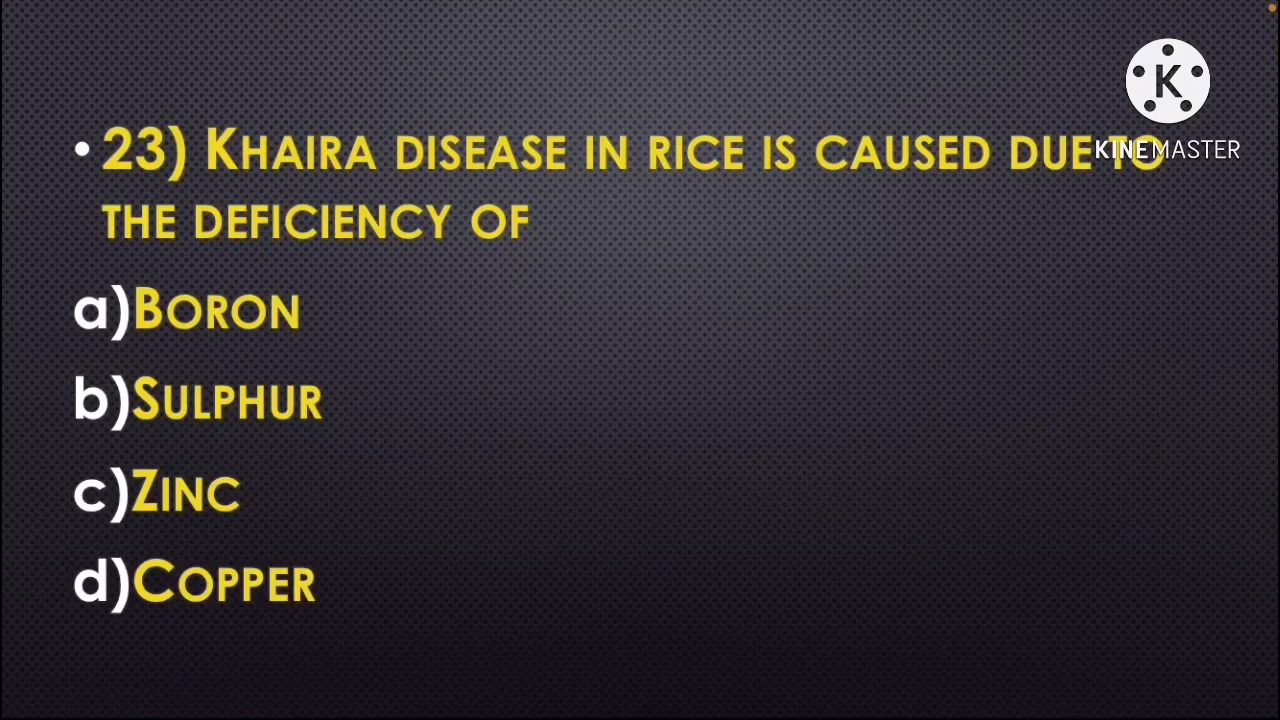 K
KINEMASTER
• 23) KHAIRA DISEASE IN RICE IS CAUSED DUE TO
THE DEFICIENCY OF
a)BORON
b)SULPHUR
c)ZINC
d)COPPER